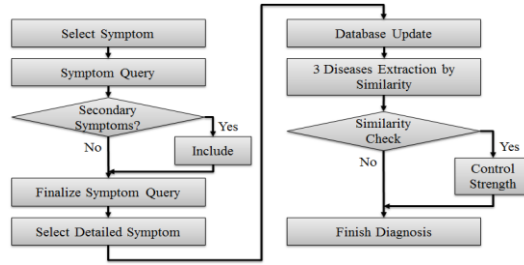 Select Symptom
Symptom Query
Secondary
Symptoms?
Yes
No
Include
Finalize Symptom Query
Select Detailed Symptom
Database Update
3 Diseases Extraction by
Similarity
Similarity
Check
Yes
No
Control
Strength
Finish Diagnosis